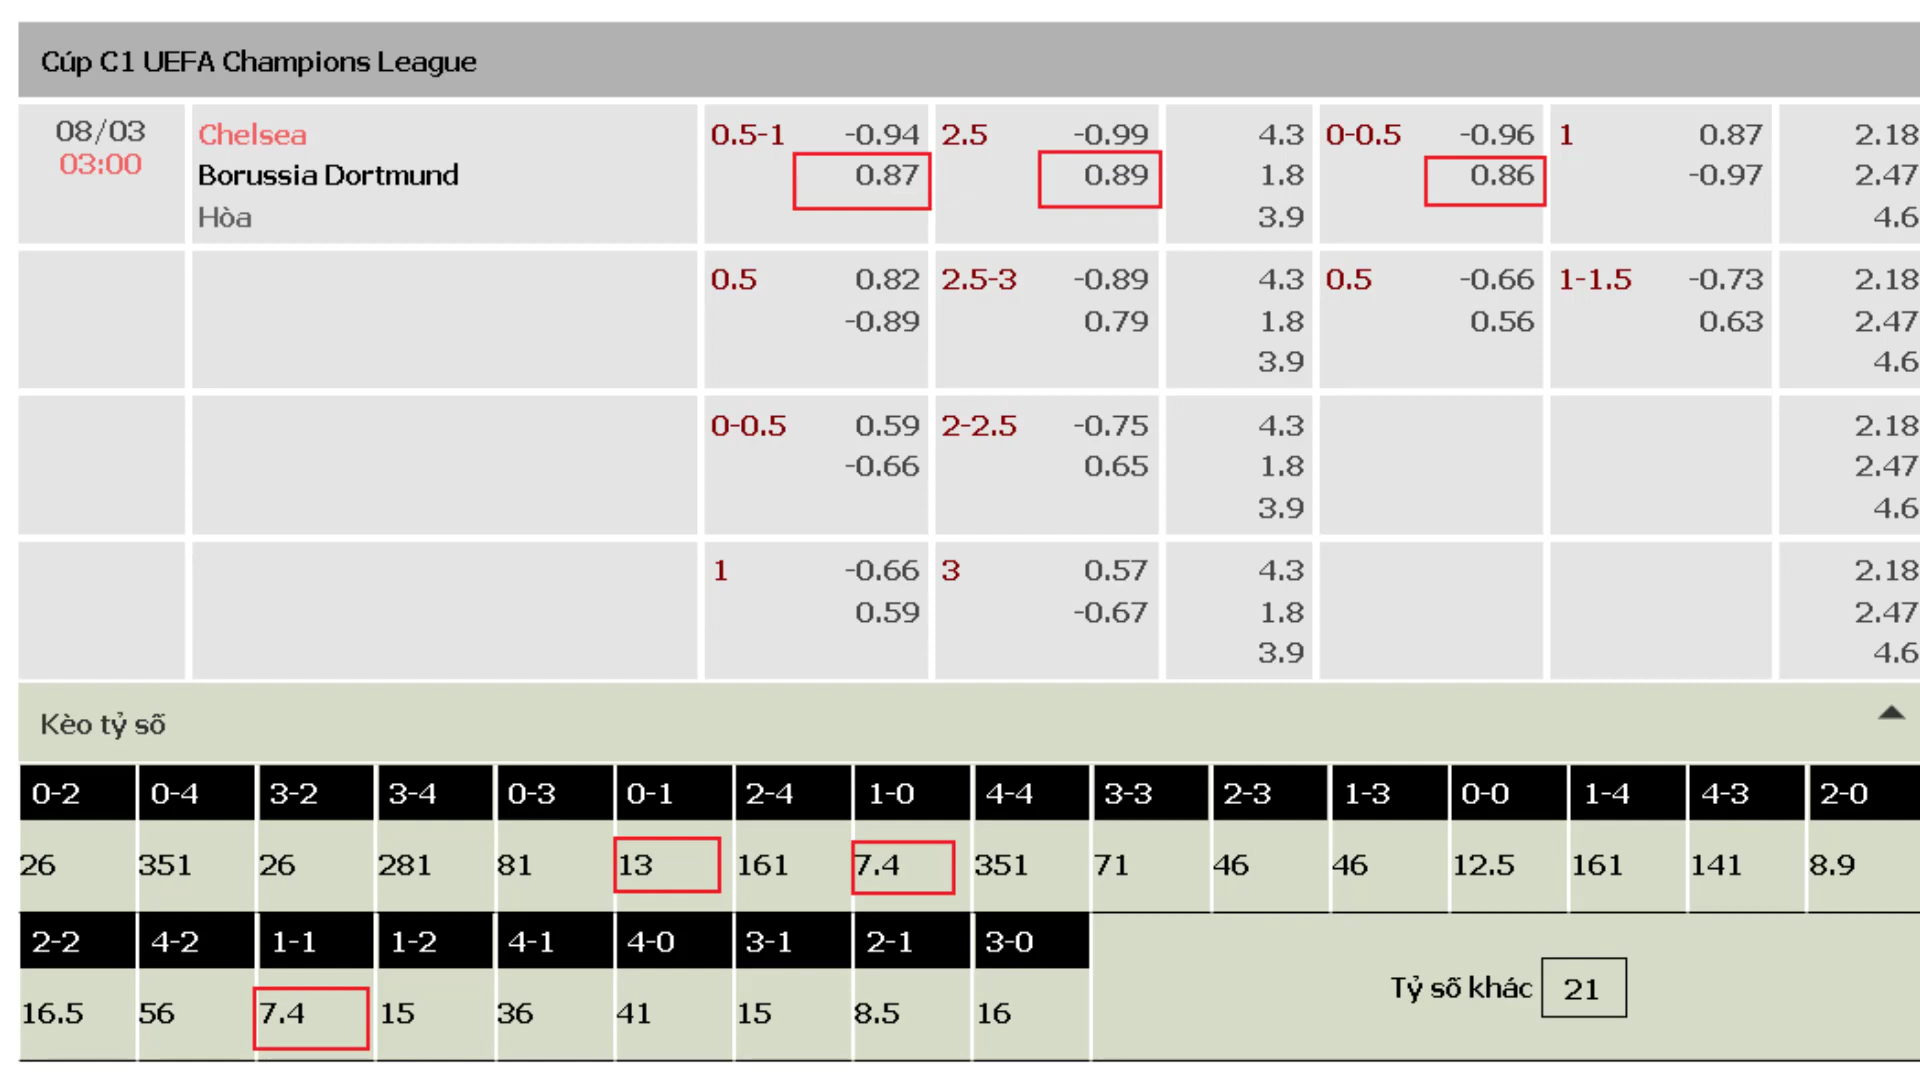 Cúp C1 UEFA Champions League
08/03 Chelsea 0.5-1 -0.94 2.5 -0.99 4.3 0-0.5 -0.96 1 0.87 2.18
03:00 Borussia Dortmund 0.87 0.89 1.8 0.86 -0.97 2.47
Hòa 3.9 4.6
0.5 0.82 2.5-3 -0.89 4.3 0.5 -0.66 1-1.5 -0.73 2.18
-0.89 0.79 1.8 0.56 0.63 2.47
3.9 4.6
0-0.5 0.59 2-2.5 -0.75 4.3 2.18
-0.66 0.65 1.8 2.47
3.9 4.6
1 -0.66 3 0.57 4.3 2.18
0.59 -0.67 1.8 2.47
3.9 4.6
Kèo tỷ số
0-2 0-4 3-2 3-4 0-3 0-1 2-4 1-0 4-4 3-3 2-3 1-3 0-0 1-4 4-3 2-0
26 351 26 281 81 13 161 7.4 351 71 46 46 12.5 161 141 8.9
2-2 4-2 1-1 1-2 4-1 4-0 3-1 2-1 3-0
16.5 56 7.4 15 36 41 15 8.5 16
Tỷ số khác 21